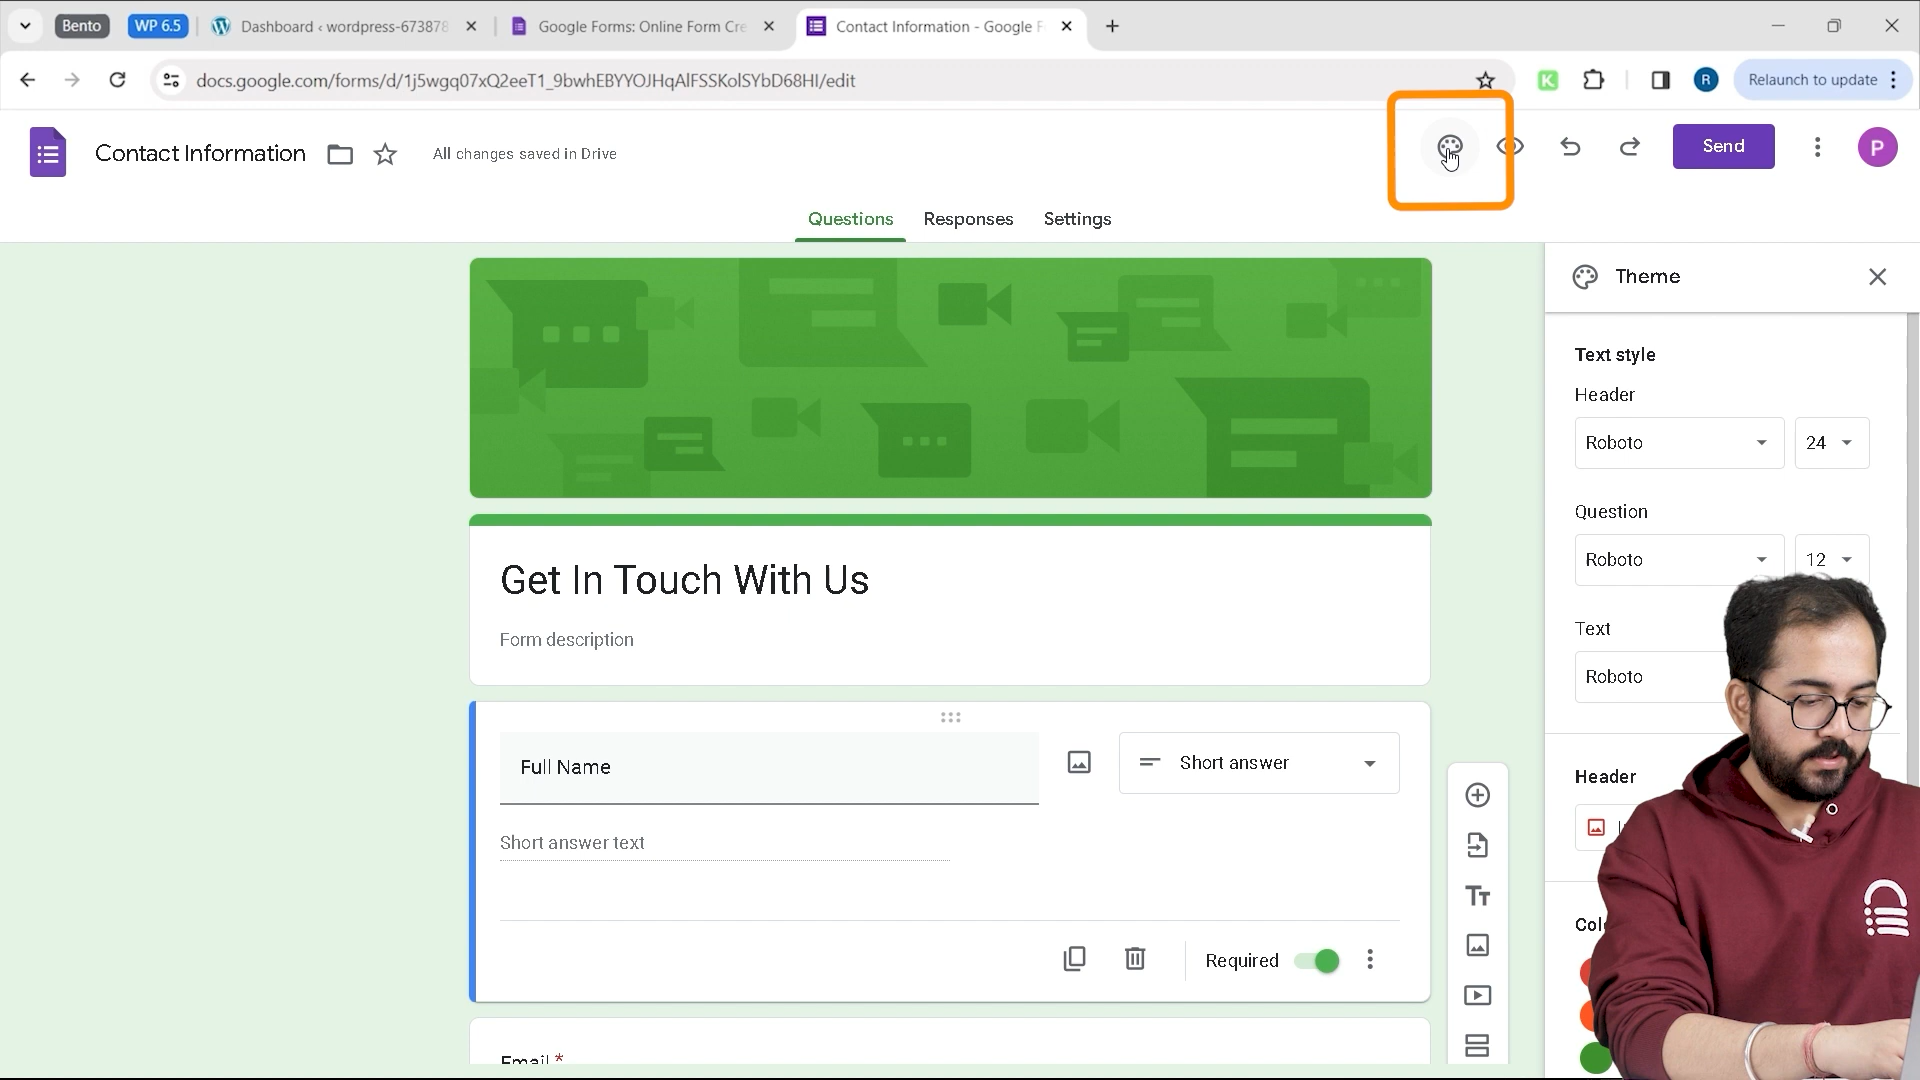 Bento
WP 6.5
Dashboard ‹ wordpress-673878
Google Forms: Online Form Cre
Contact Information - Google F
docs.google.com/forms/d/1j5wgq07xQ2eeT1_9bwhEBYYOJHqAlFSSKolSYbD68HI/edit
K
R
Relaunch to update
Contact Information
All changes saved in Drive
Send
P
Questions
Responses
Settings
Theme
Text style
Header
Roboto
24
Question
Roboto
12
Get In Touch With Us
Form description
Text
Roboto
Full Name
Short answer
Header
Short answer text
Tт
Required
Email *